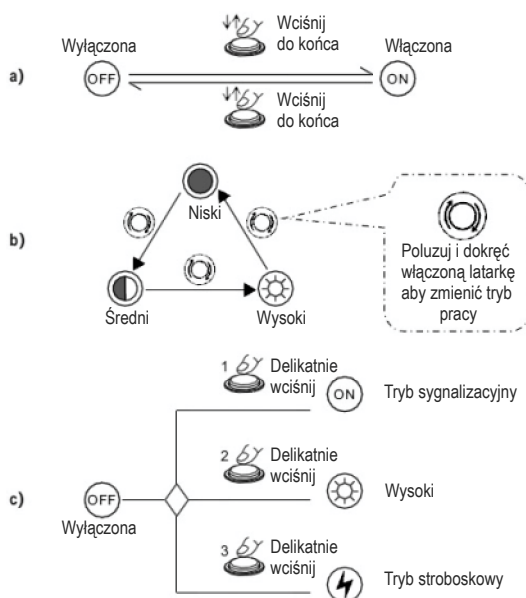 a)
Wyłączona
OFF
Wciśnij
do końca
Wciśnij
do końca
Włączona
ON
b)
Niski
Średni
Wysoki
Poluzuj i dokręć
włączoną latarkę
aby zmienić tryb
pracy
c)
OFF
Wyłączona
1 Delikatnie
wciśnij
ON
Tryb sygnalizacyjny
2 Delikatnie
wciśnij
Wysoki
3 Delikatnie
wciśnij
Tryb stroboskowy